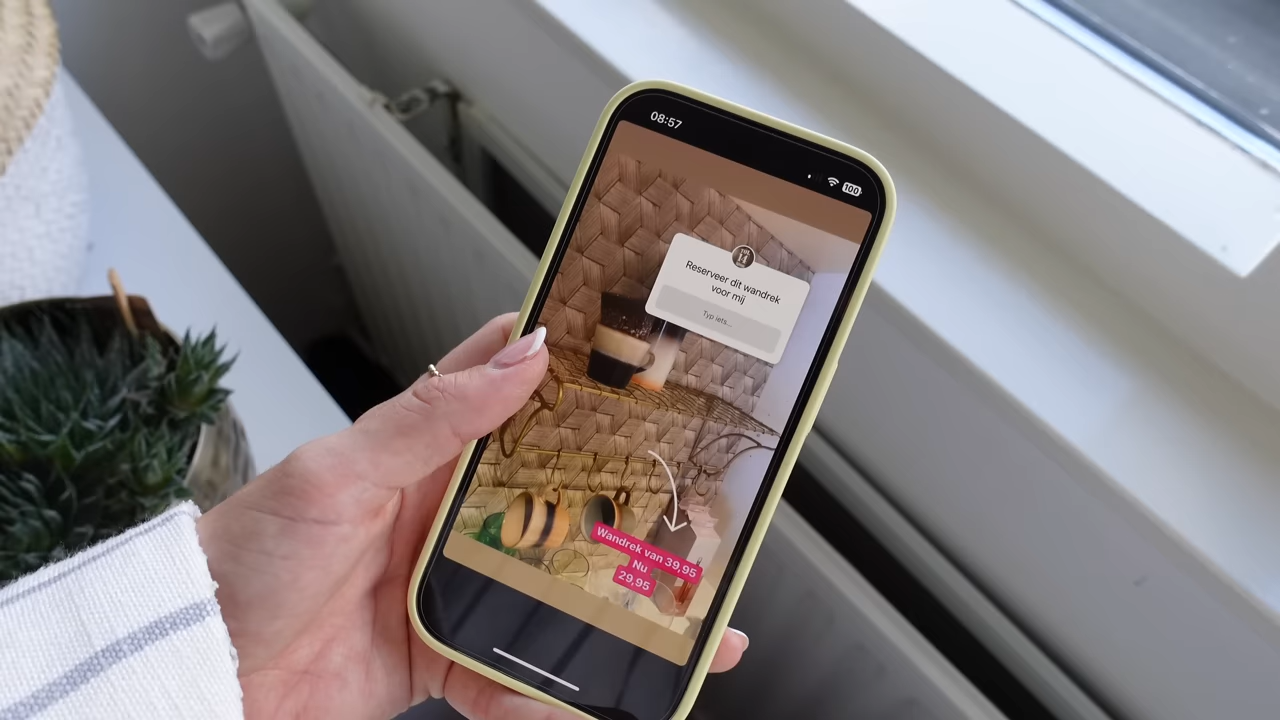 08:57
100
Reserveer dit wandrek
voor mij
Typ iets...
Wandrek van 39,95
Nu
29,95